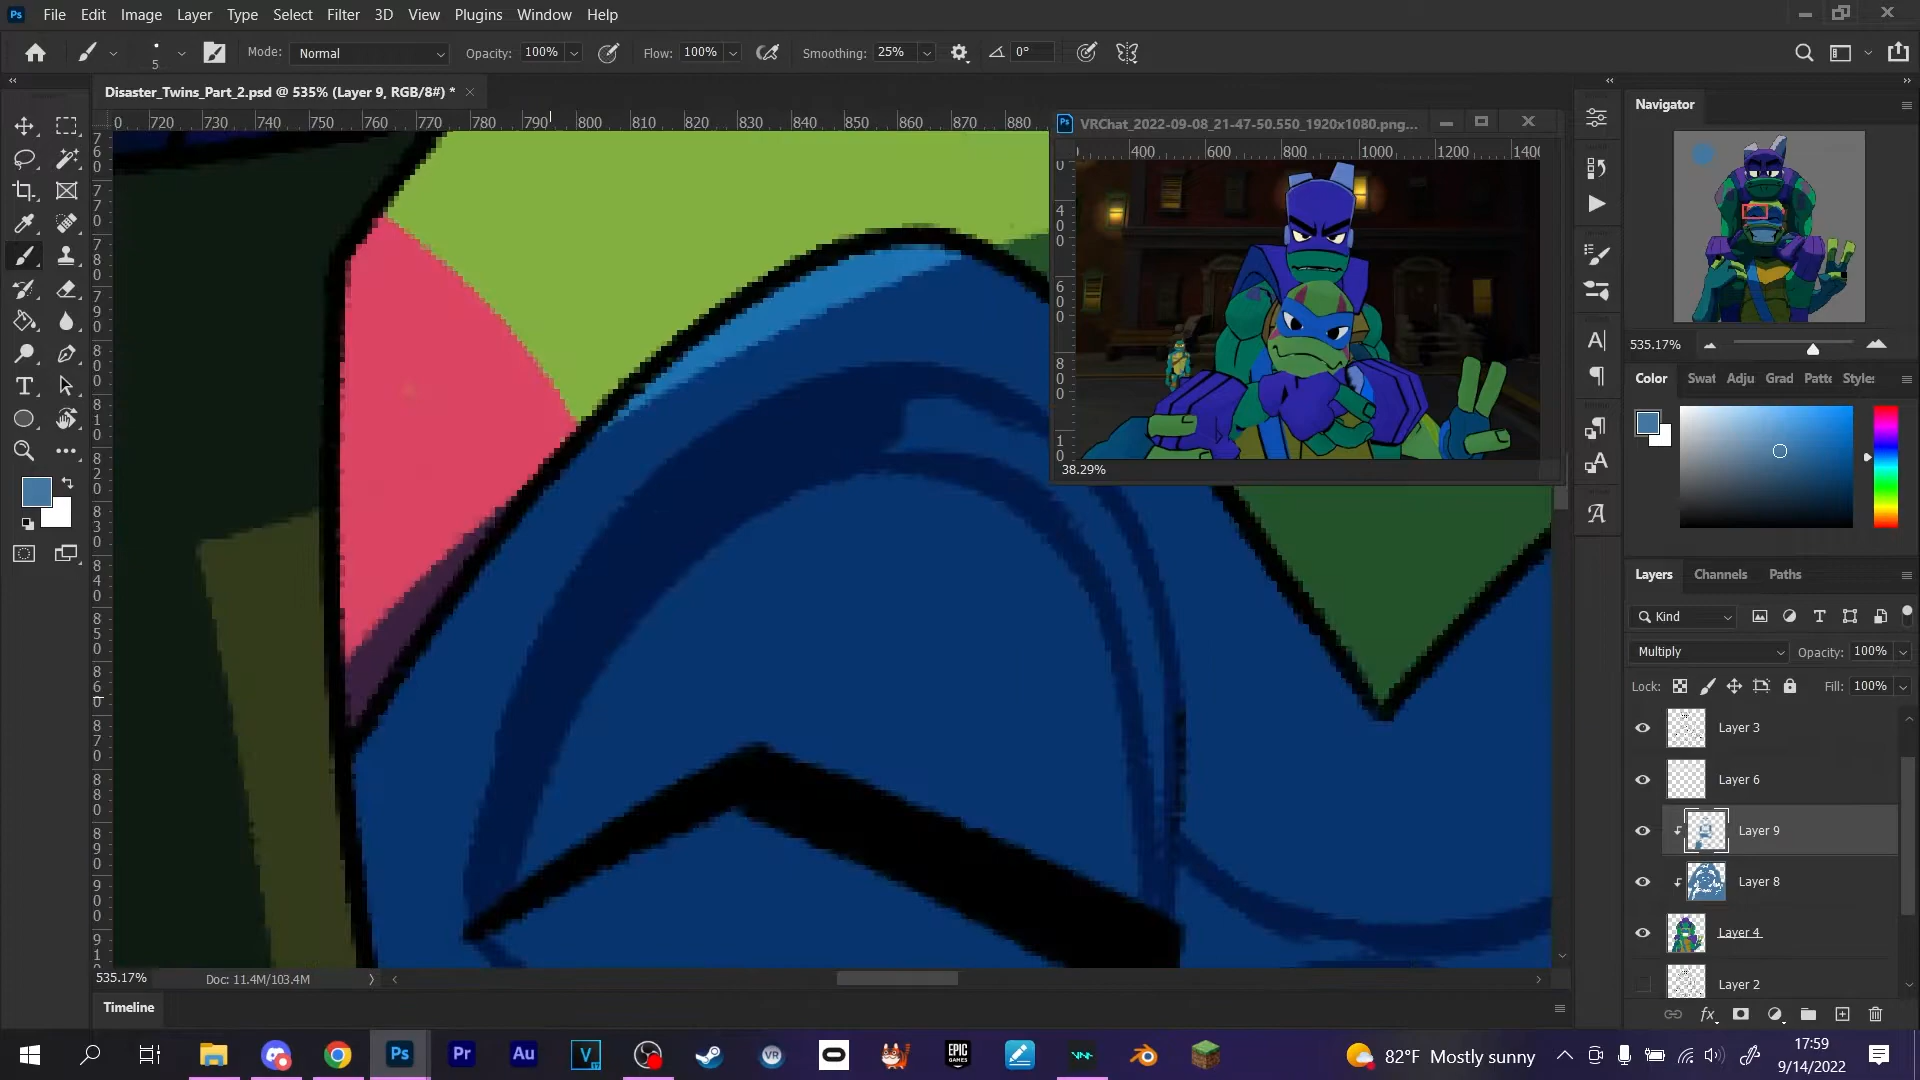 File Edit Image Layer Type Select Filter 3D View Plugins Window Help
5 Mode: Normal Opacity: 100% Flow: 100% Smoothing: 25% 0°
Disaster_Twins_Part_2.psd @ 535% (Layer 9, RGB/8#) *
0 720 730 740 750 760 770 780 790 800 810 820 830 840 850 860 870 880
VRChat_2022-09-08_21-47-50.550_1920x1080.png...
400 600 800 1000 1200 1400
38.29%
Navigator
535.17%
Color Swat Adju Grad Patte Styles
Layers Channels Paths
Kind
Multiply Opacity: 100%
Lock: Fill: 100%
Layer 3
Layer 6
Layer 9
Layer 8
Layer 4
Layer 2
535.17% Doc: 11.4M/103.4M
Timeline
82°F Mostly sunny
17:59
9/14/2022